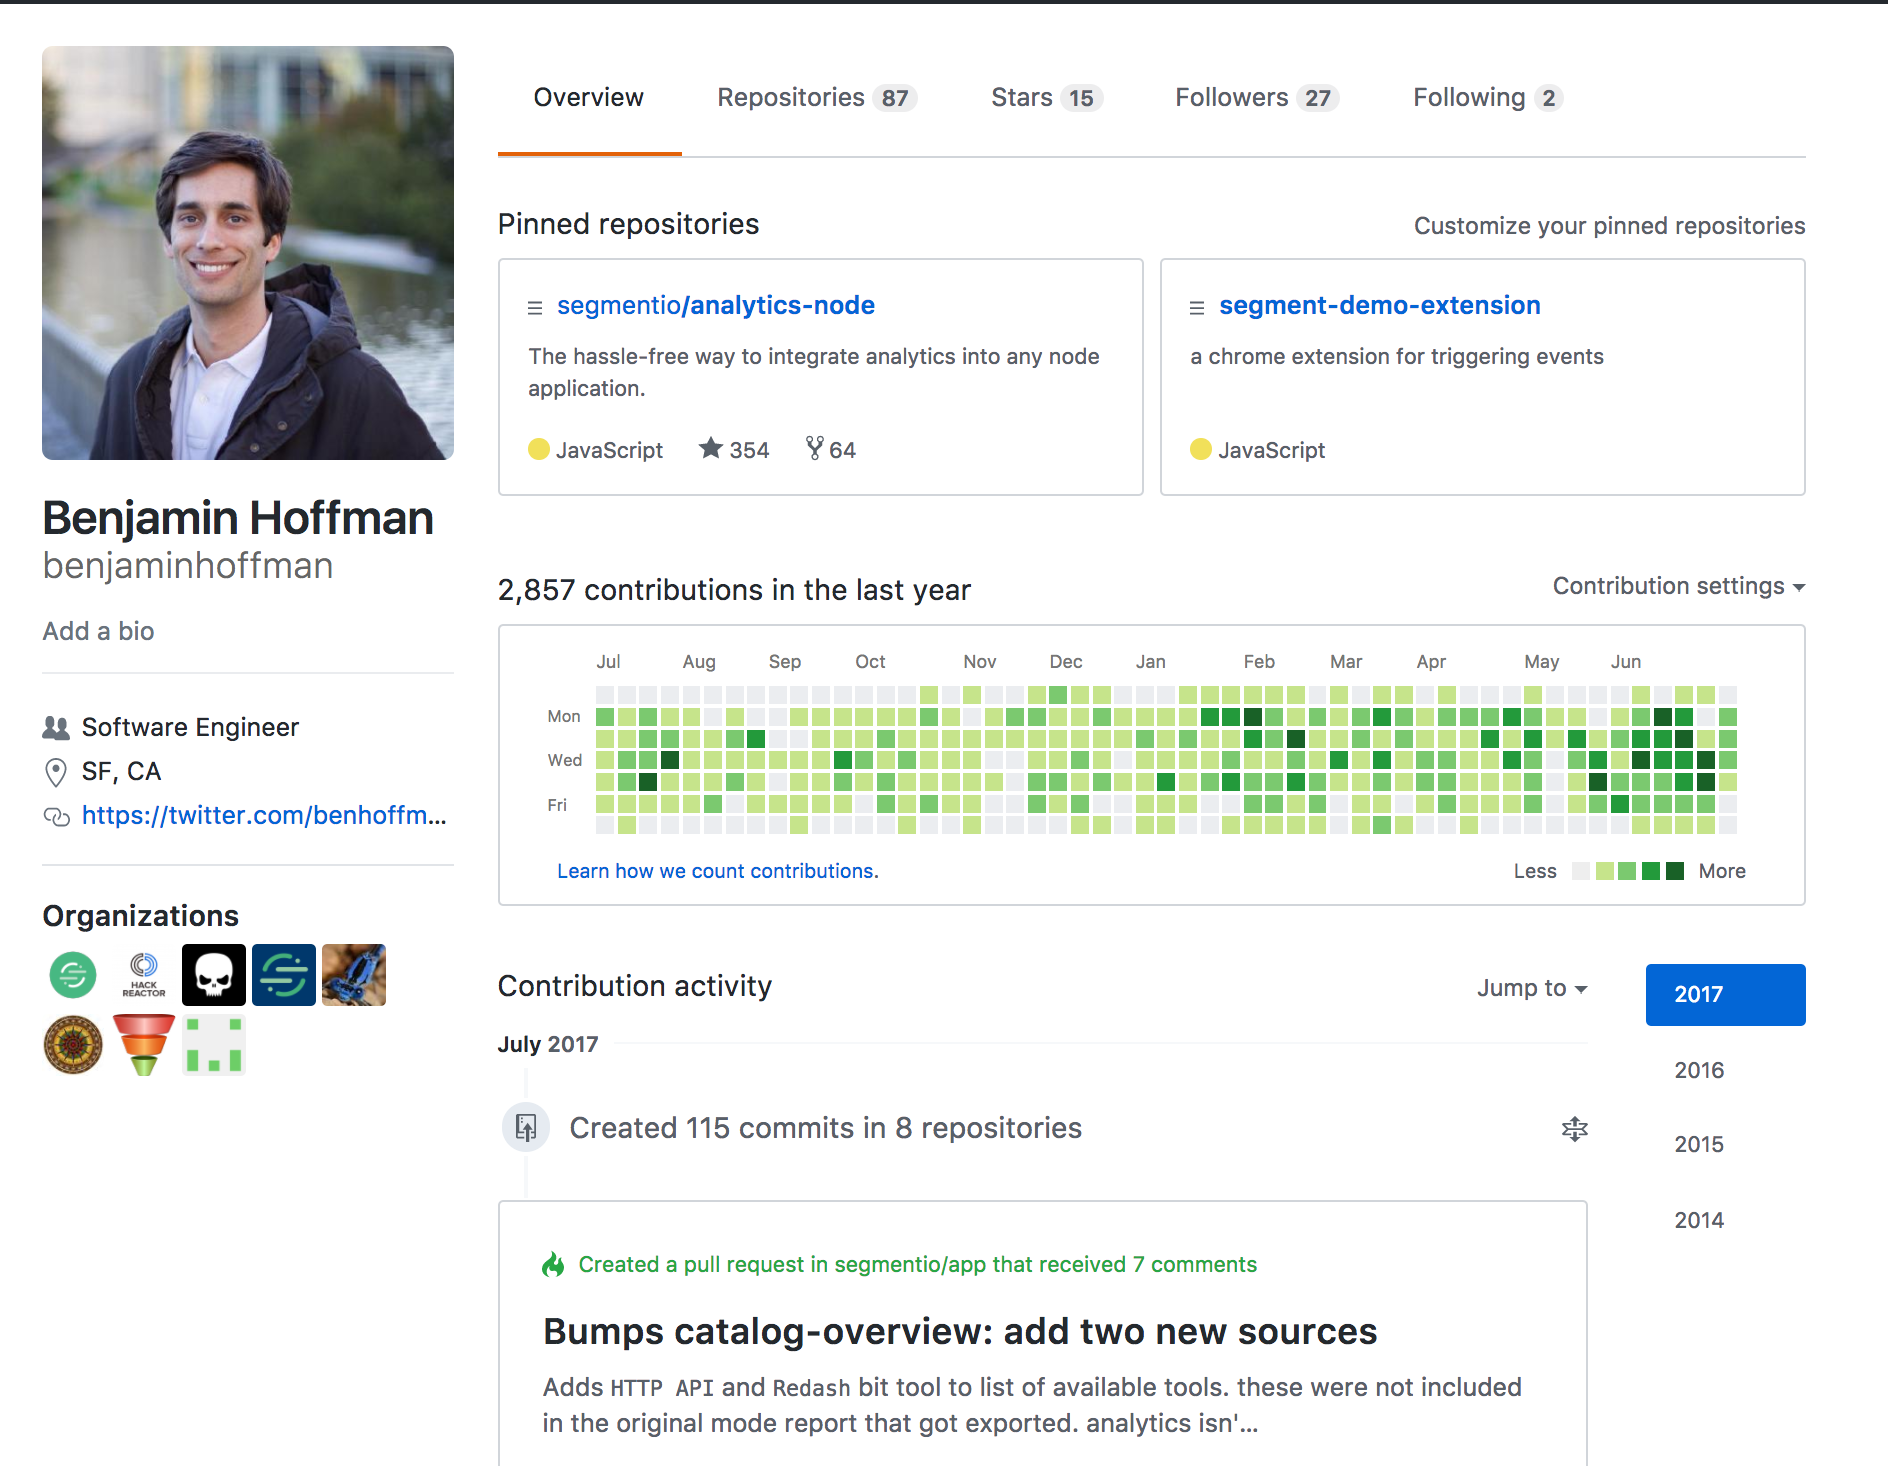 Overview
Repositories 87
Stars 15
Followers 27
Following 2
Benjamin Hoffman
benjaminhoffman
Add a bio
Software Engineer
SF, CA
https://twitter.com/benhoffm...
Organizations
HACK
REACTOR
Pinned repositories
Customize your pinned repositories
segmentio/analytics-node
The hassle-free way to integrate analytics into any node
application.
JavaScript 354 64
segment-demo-extension
a chrome extension for triggering events
JavaScript
2,857 contributions in the last year
Contribution settings
Jul Aug Sep Oct Nov Dec Jan Feb Mar Apr May Jun
Mon
Wed
Fri
Learn how we count contributions.
Less More
Contribution activity
Jump to
2017
2016
2015
2014
July 2017
Created 115 commits in 8 repositories
Created a pull request in segmentio/app that received 7 comments
Bumps catalog-overview: add two new sources
Adds HTTP API and Redash bit tool to list of available tools. these were not included
in the original mode report that got exported. analytics isn'...